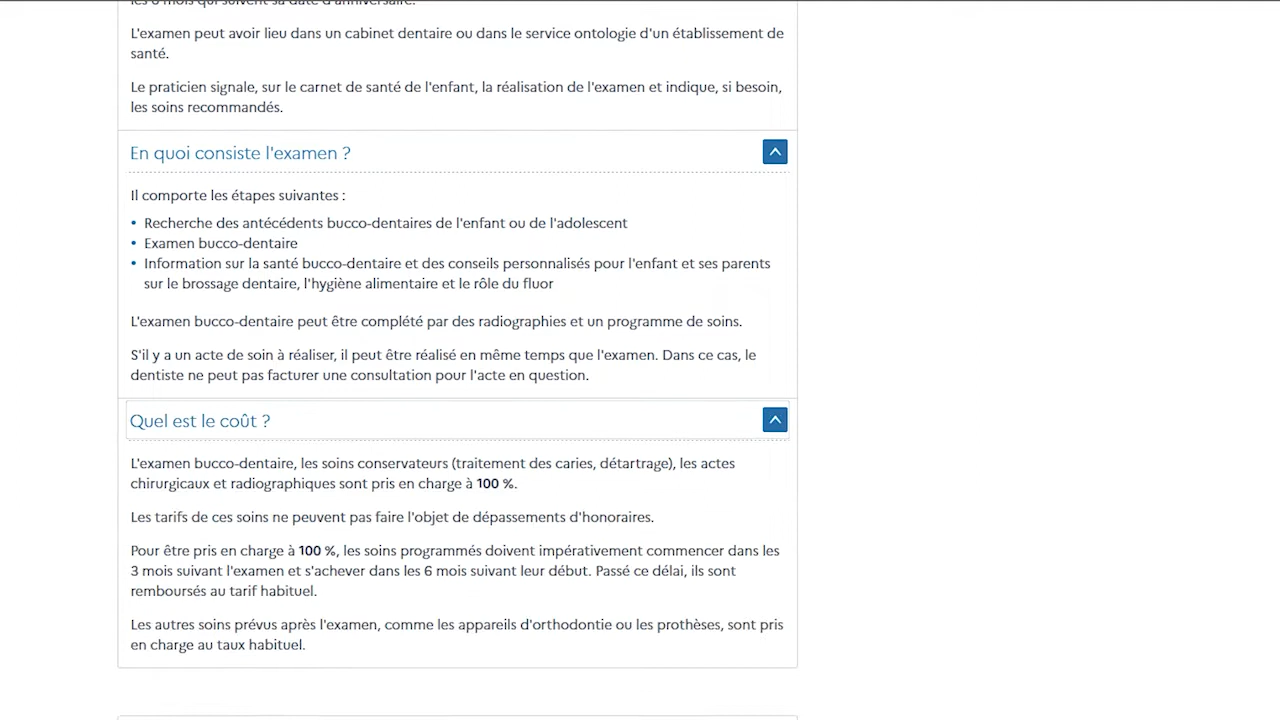 les 6 mois qui suivent sa date d'anniversaire.
L'examen peut avoir lieu dans un cabinet dentaire ou dans le service ontologie d'un établissement de
santé.
Le praticien signale, sur le carnet de santé de l'enfant, la réalisation de l'examen et indique, si besoin,
les soins recommandés.
En quoi consiste l'examen ?
Il comporte les étapes suivantes :
• Recherche des antécédents bucco-dentaires de l'enfant ou de l'adolescent
• Examen bucco-dentaire
• Information sur la santé bucco-dentaire et des conseils personnalisés pour l'enfant et ses parents
sur le brossage dentaire, l'hygiène alimentaire et le rôle du fluor
L'examen bucco-dentaire peut être complété par des radiographies et un programme de soins.
S'il y a un acte de soin à réaliser, il peut être réalisé en même temps que l'examen. Dans ce cas, le
dentiste ne peut pas facturer une consultation pour l'acte en question.
Quel est le coût ?
L'examen bucco-dentaire, les soins conservateurs (traitement des caries, détartrage), les actes
chirurgicaux et radiographiques sont pris en charge à 100 %.
Les tarifs de ces soins ne peuvent pas faire l'objet de dépassements d'honoraires.
Pour être pris en charge à 100 %, les soins programmés doivent impérativement commencer dans les
3 mois suivant l'examen et s'achever dans les 6 mois suivant leur début. Passé ce délai, ils sont
remboursés au tarif habituel.
Les autres soins prévus après l'examen, comme les appareils d'orthodontie ou les prothèses, sont pris
en charge au taux habituel.